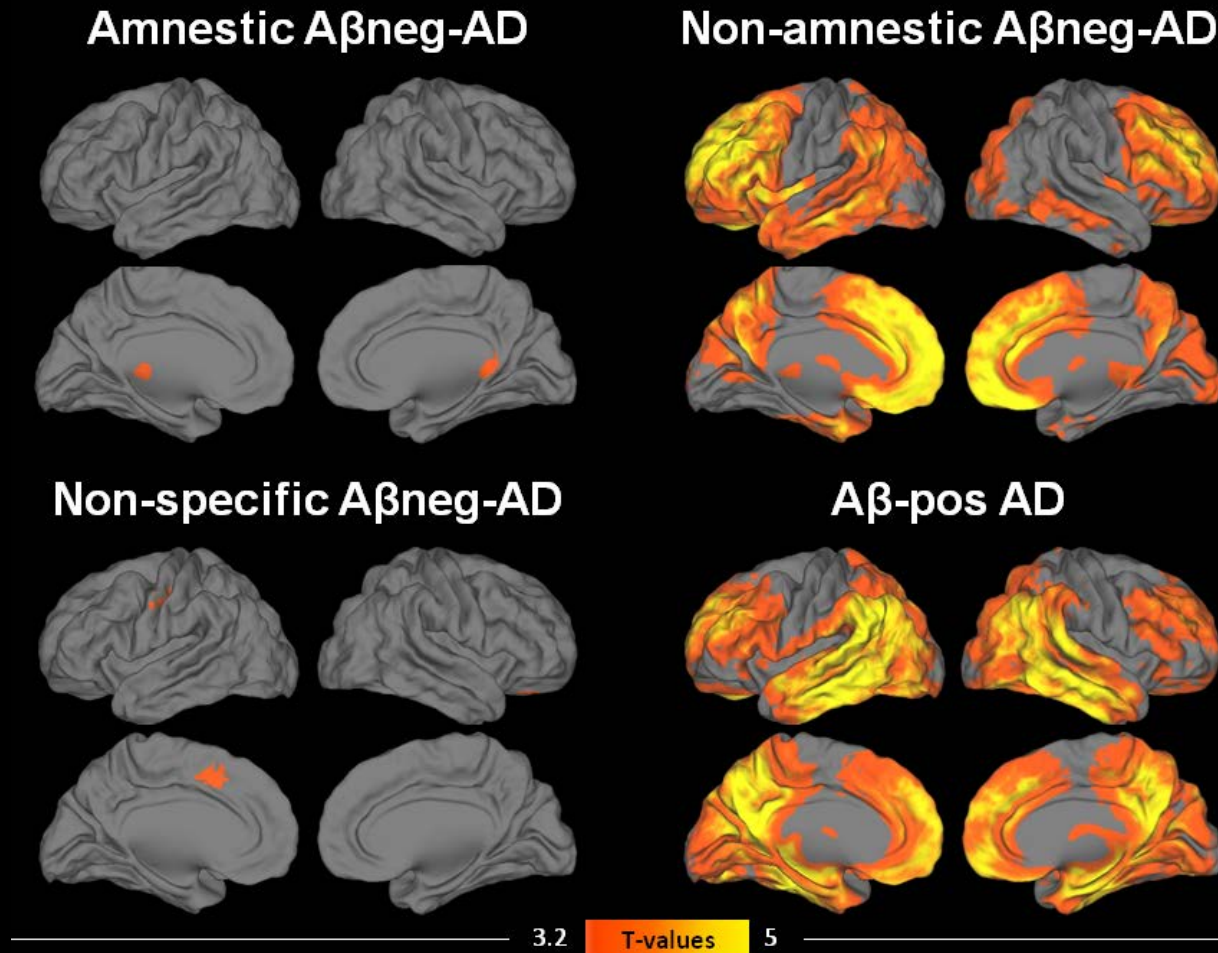 Amnestic Aβneg-AD
Non-amnestic Aβneg-AD
Non-specific Aβneg-AD
Aβ-pos AD
3.2 T-values 5